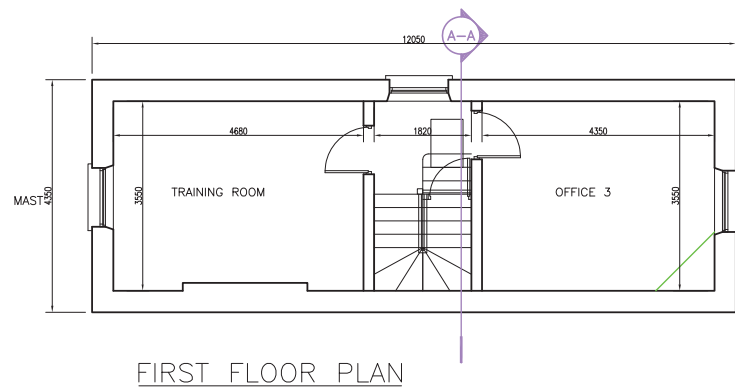 A-A
12050
4680
1820
4350
MAST
4350
3550
TRAINING ROOM
OFFICE 3
3550
FIRST FLOOR PLAN